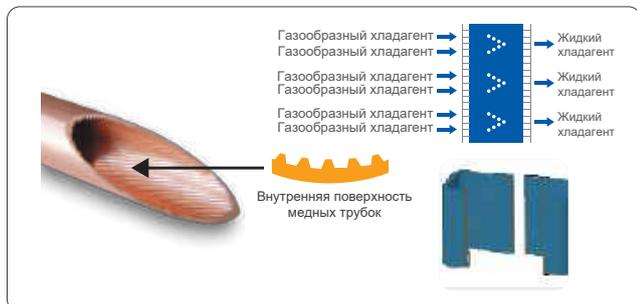 Газообразный хладагент
Газообразный хладагент
Жидкий
хладагент
Газообразный хладагент
Газообразный хладагент
Жидкий
хладагент
Газообразный хладагент
Газообразный хладагент
Жидкий
хладагент
Внутренняя поверхность
медных трубок